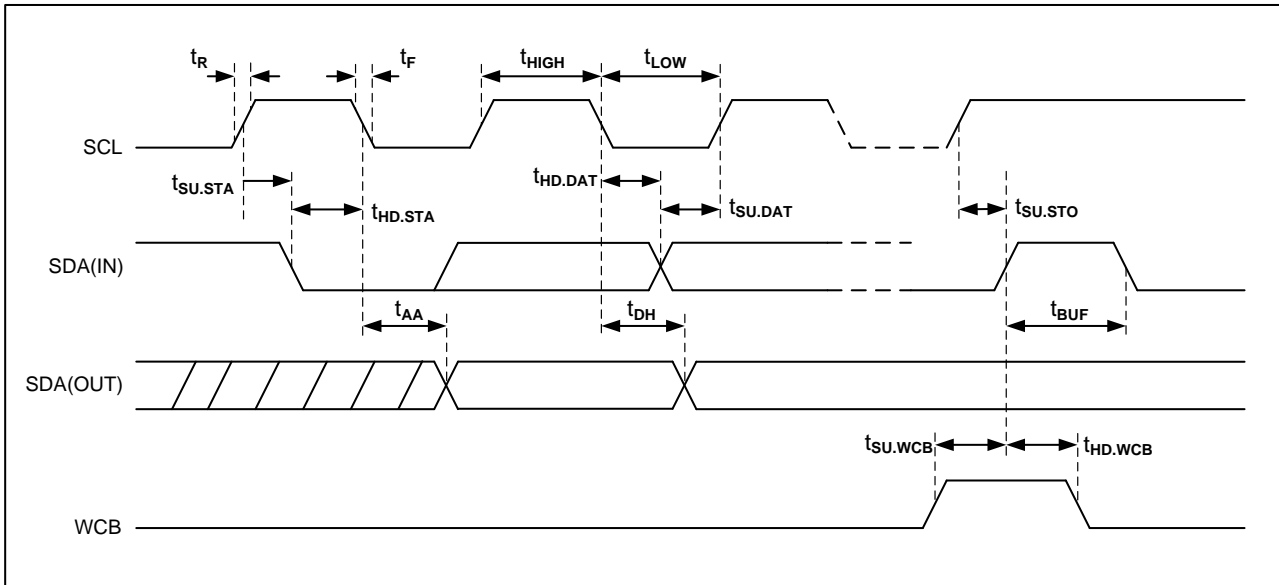 tR
tF
tHIGH
tLOW
SCL
tSU.STA
tHD.STA
tHD.DAT
tSU.DAT
tSU.STO
SDA(IN)
tAA
tDH
tBUF
SDA(OUT)
tSU.WCB
tHD.WCB
WCB